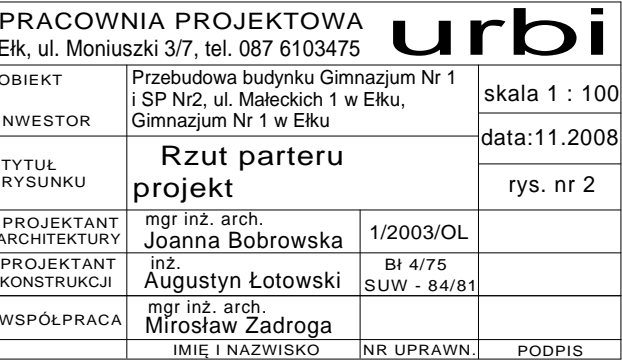 PRACOWNIA PROJEKTOWA urbi
Ełk, ul. Moniuszki 3/7, tel. 087 6103475
OBIEKT
INWESTOR
Przebudowa budynku Gimnazjum Nr 1
i SP Nr2, ul. Małeckich 1 w Ełku,
Gimnazjum Nr 1 w Ełku
skala 1 : 100
data:11.2008
rys. nr 2
TYTUŁ
RYSUNKU
Rzut parteru
projekt
PROJEKTANT
ARCHITEKTURY
mgr inż. arch.
Joanna Bobrowska
1/2003/OL
PROJEKTANT
KONSTRUKCJI
inż.
Augustyn Łotowski
Bł 4/75
SUW - 84/81
WSPÓŁPRACA
mgr inż. arch.
Mirosław Zadroga
IMIĘ I NAZWISKO
NR UPRAWN.
PODPIS